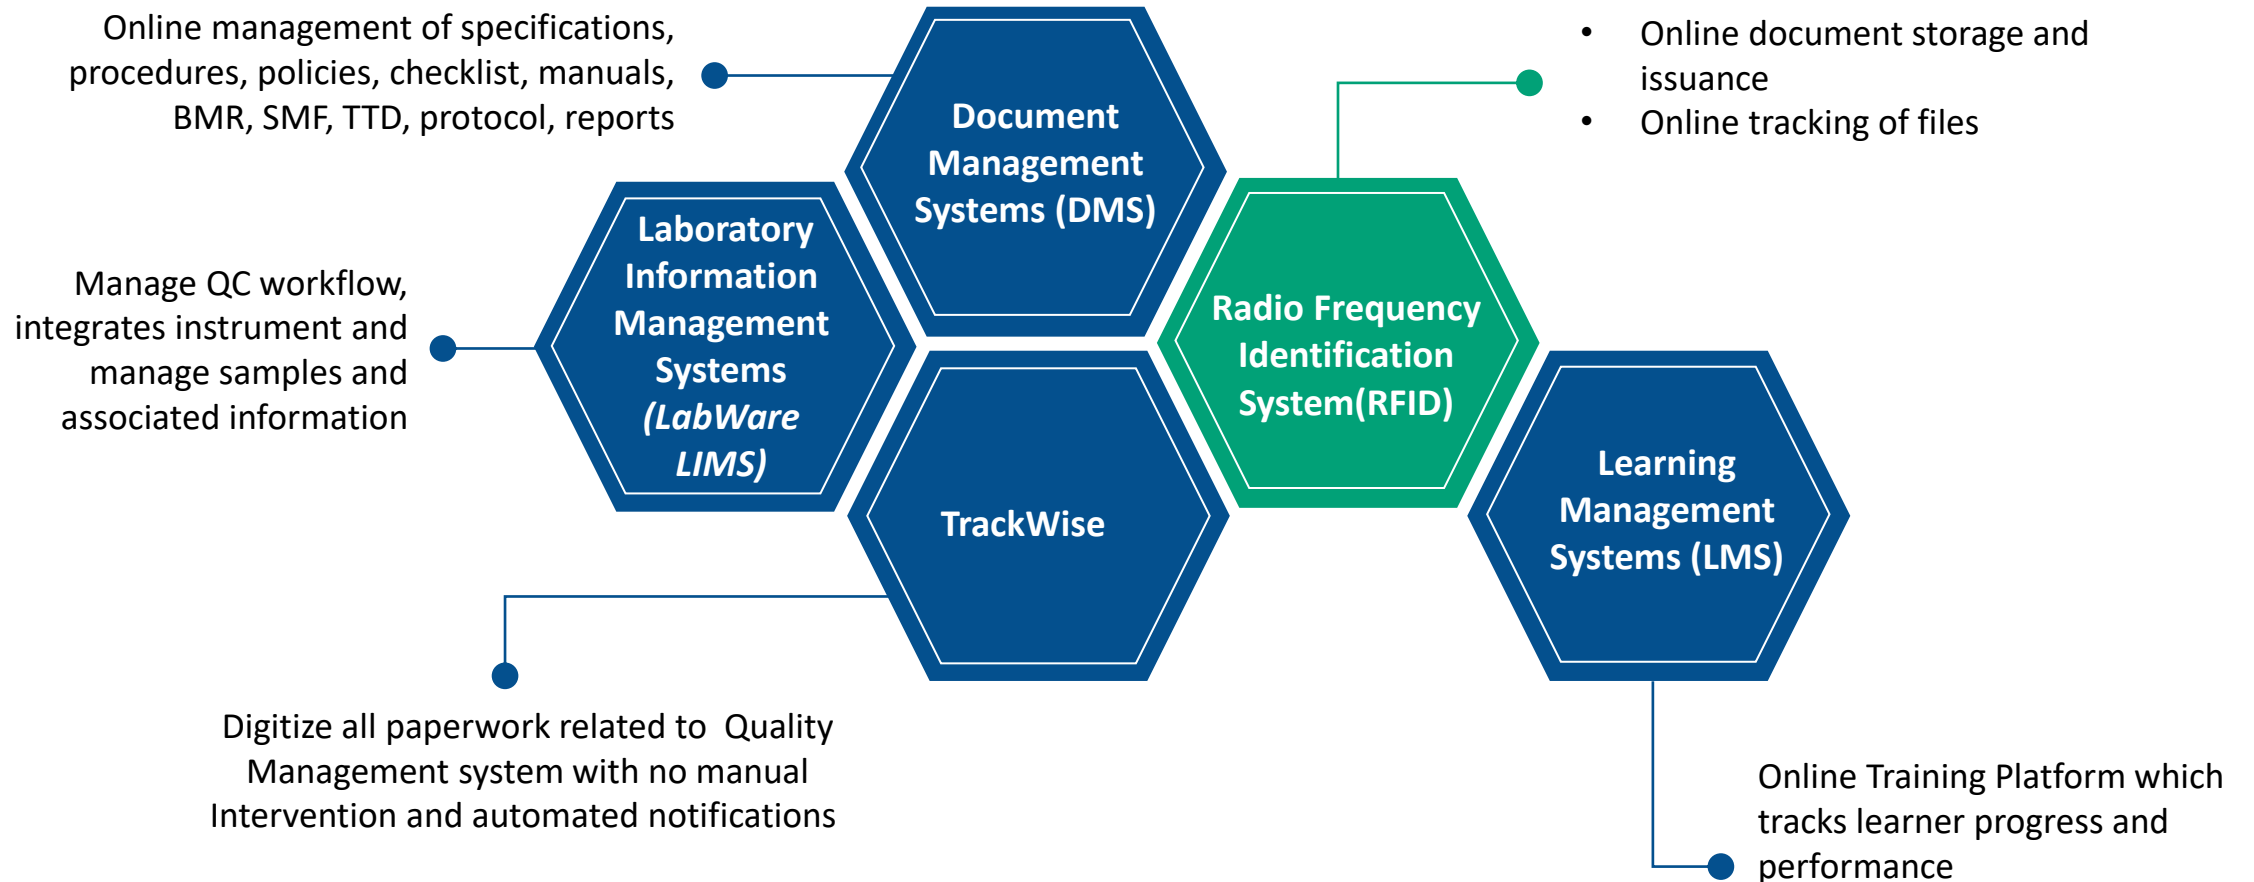 Online management of specifications,
procedures, policies, checklist, manuals,
BMR, SMF, TTD, protocol, reports
Document
Management
Systems (DMS)
• Online document storage and
issuance
• Online tracking of files
Laboratory
Information
Management
Systems
(LabWare
LIMS)
Manage QC workflow,
integrates instrument and
manage samples and
associated information
Radio Frequency
Identification
System(RFID)
TrackWise
Learning
Management
Systems (LMS)
Digitize all paperwork related to  Quality
Management system with no manual
Intervention and automated notifications
Online Training Platform which
tracks learner progress and
performance